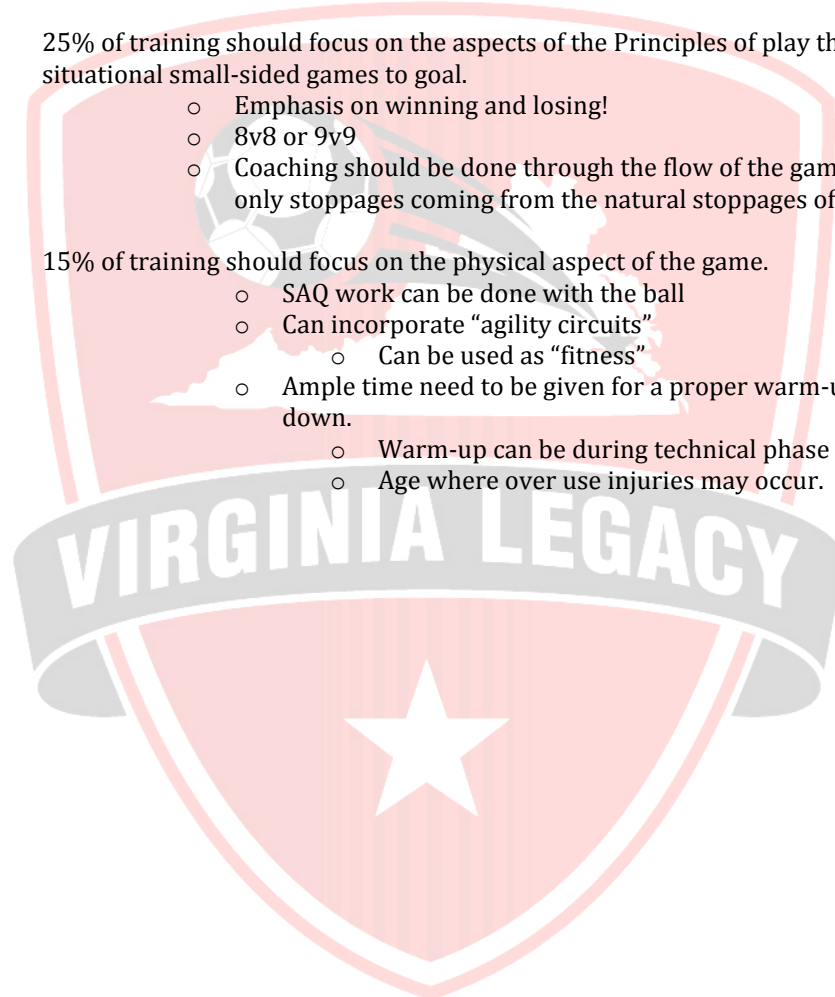 25% of training should focus on the aspects of the Principles of play
situational small-sided games to goal.
o Emphasis on winning and losing!
o 8v8 or 9v9
o Coaching should be done through the flow of the
only stoppages coming from the natural stoppages of
15% of training should focus on the physical aspect of the game.
o SAQ work can be done with the ball
o Can incorporate “agility circuits”
o Can be used as “fitness”
o Ample time need to be given for a proper
down.
o Warm-up can be during technical phase
o Age where over use injuries may occur.
VIRGINIA LEGACY